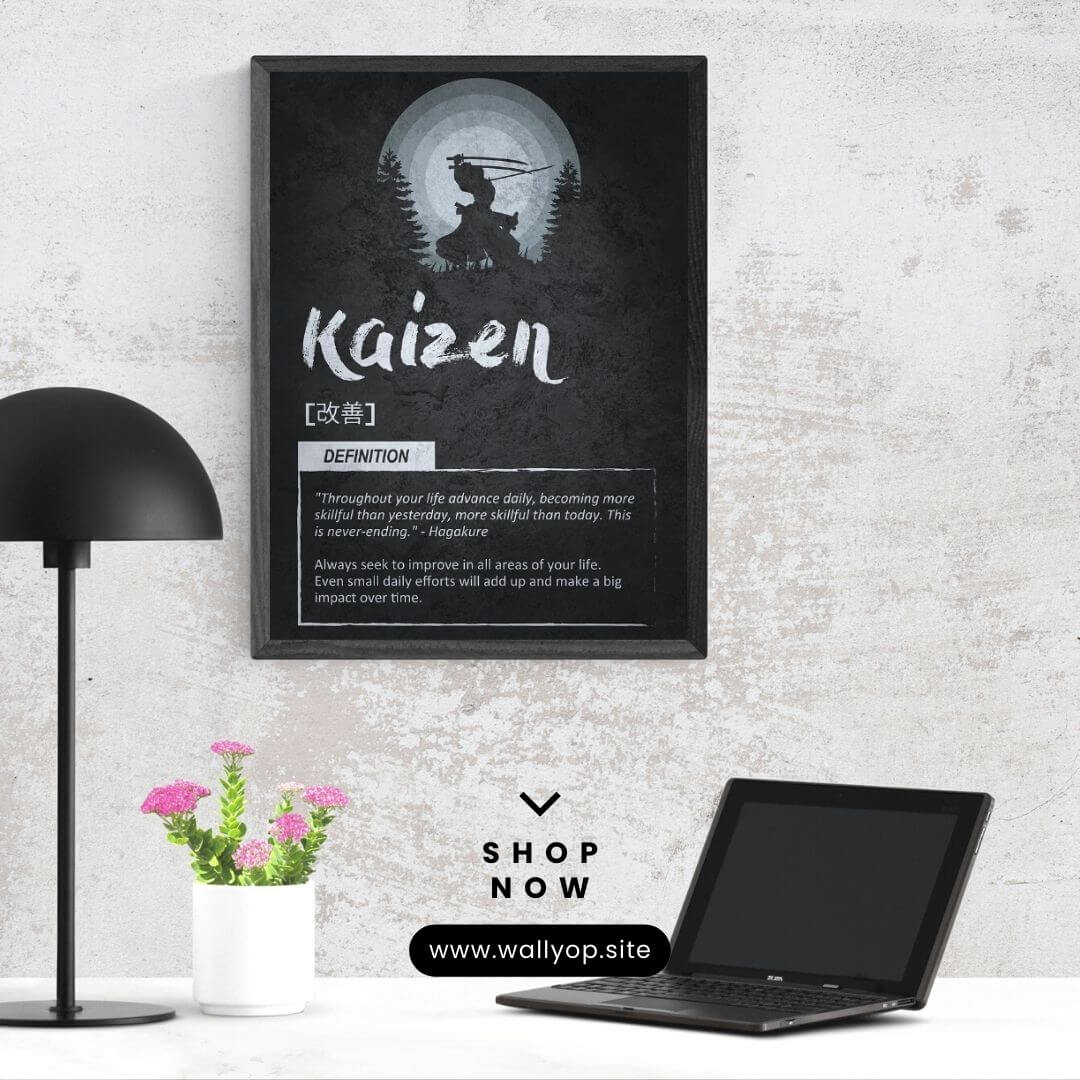 Kaizen
[改善]
DEFINITION
"Throughout your life advance daily, becoming more
skillful than yesterday, more skillful than today. This
is never-ending." - Hagakure
Always seek to improve in all areas of your life.
Even small daily efforts will add up and make a big
impact over time.
SHOP
NOW
www.wallyop.site